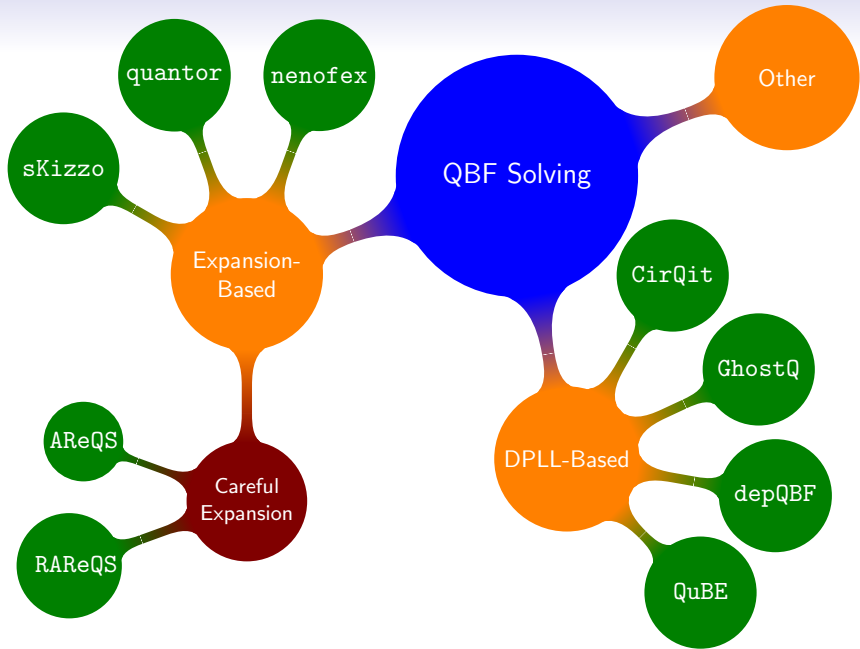 quantor
nenofex
Other
sKizzo
QBF Solving
Expansion-
Based
CirQit
GhostQ
AReQS
DPLL-Based
depQBF
Careful
Expansion
RAReQS
QuBE